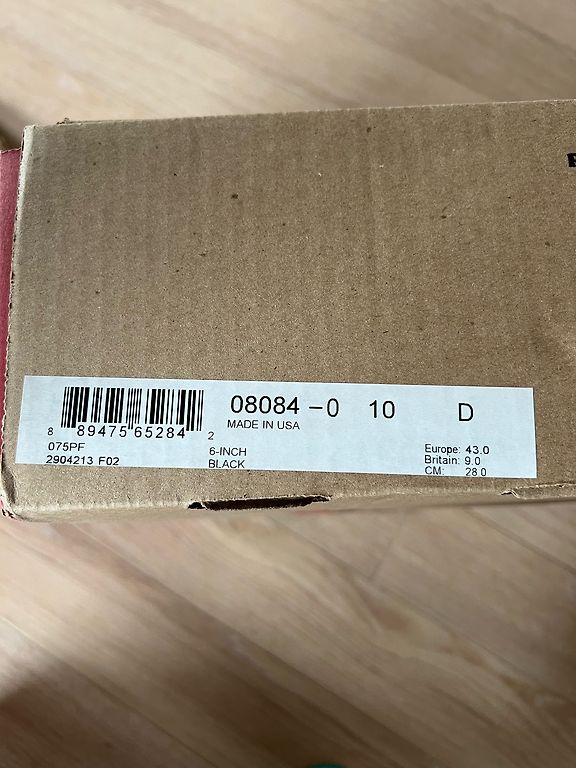 08084 -0 10 D
MADE IN USA
8 89475 65284 2
075PF
2904213 F02
6-INCH
BLACK
Europe: 43.0
Britain: 9.0
CM: 28.0